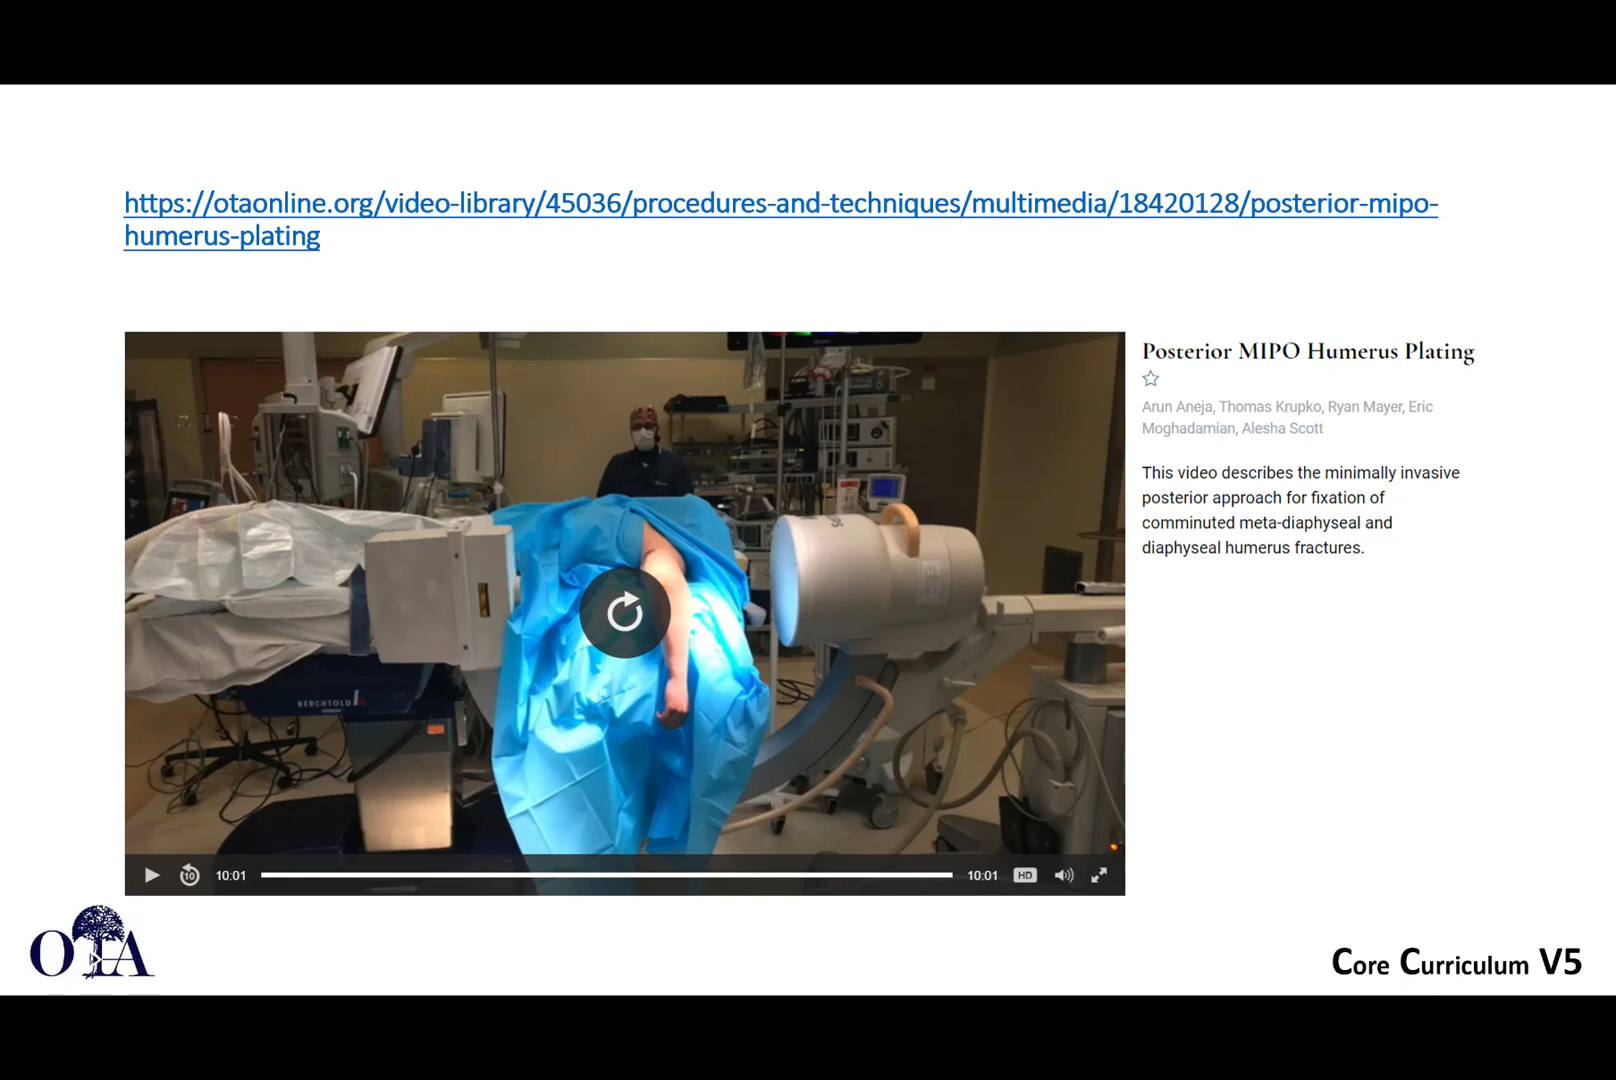 https://otaonline.org/video-library/45036/procedures-and-techniques/multimedia/18420128/posterior-mipo-
humerus-plating
Posterior MIPO Humerus Plating
Arun Aneja, Thomas Krupko, Ryan Mayer, Eric
Moghadamian, Alesha Scott
This video describes the minimally invasive
posterior approach for fixation of
comminuted meta-diaphyseal and
diaphyseal humerus fractures.
BERCHTOLD
10
10:01
10:01
HD
OTA
Core Curriculum V5